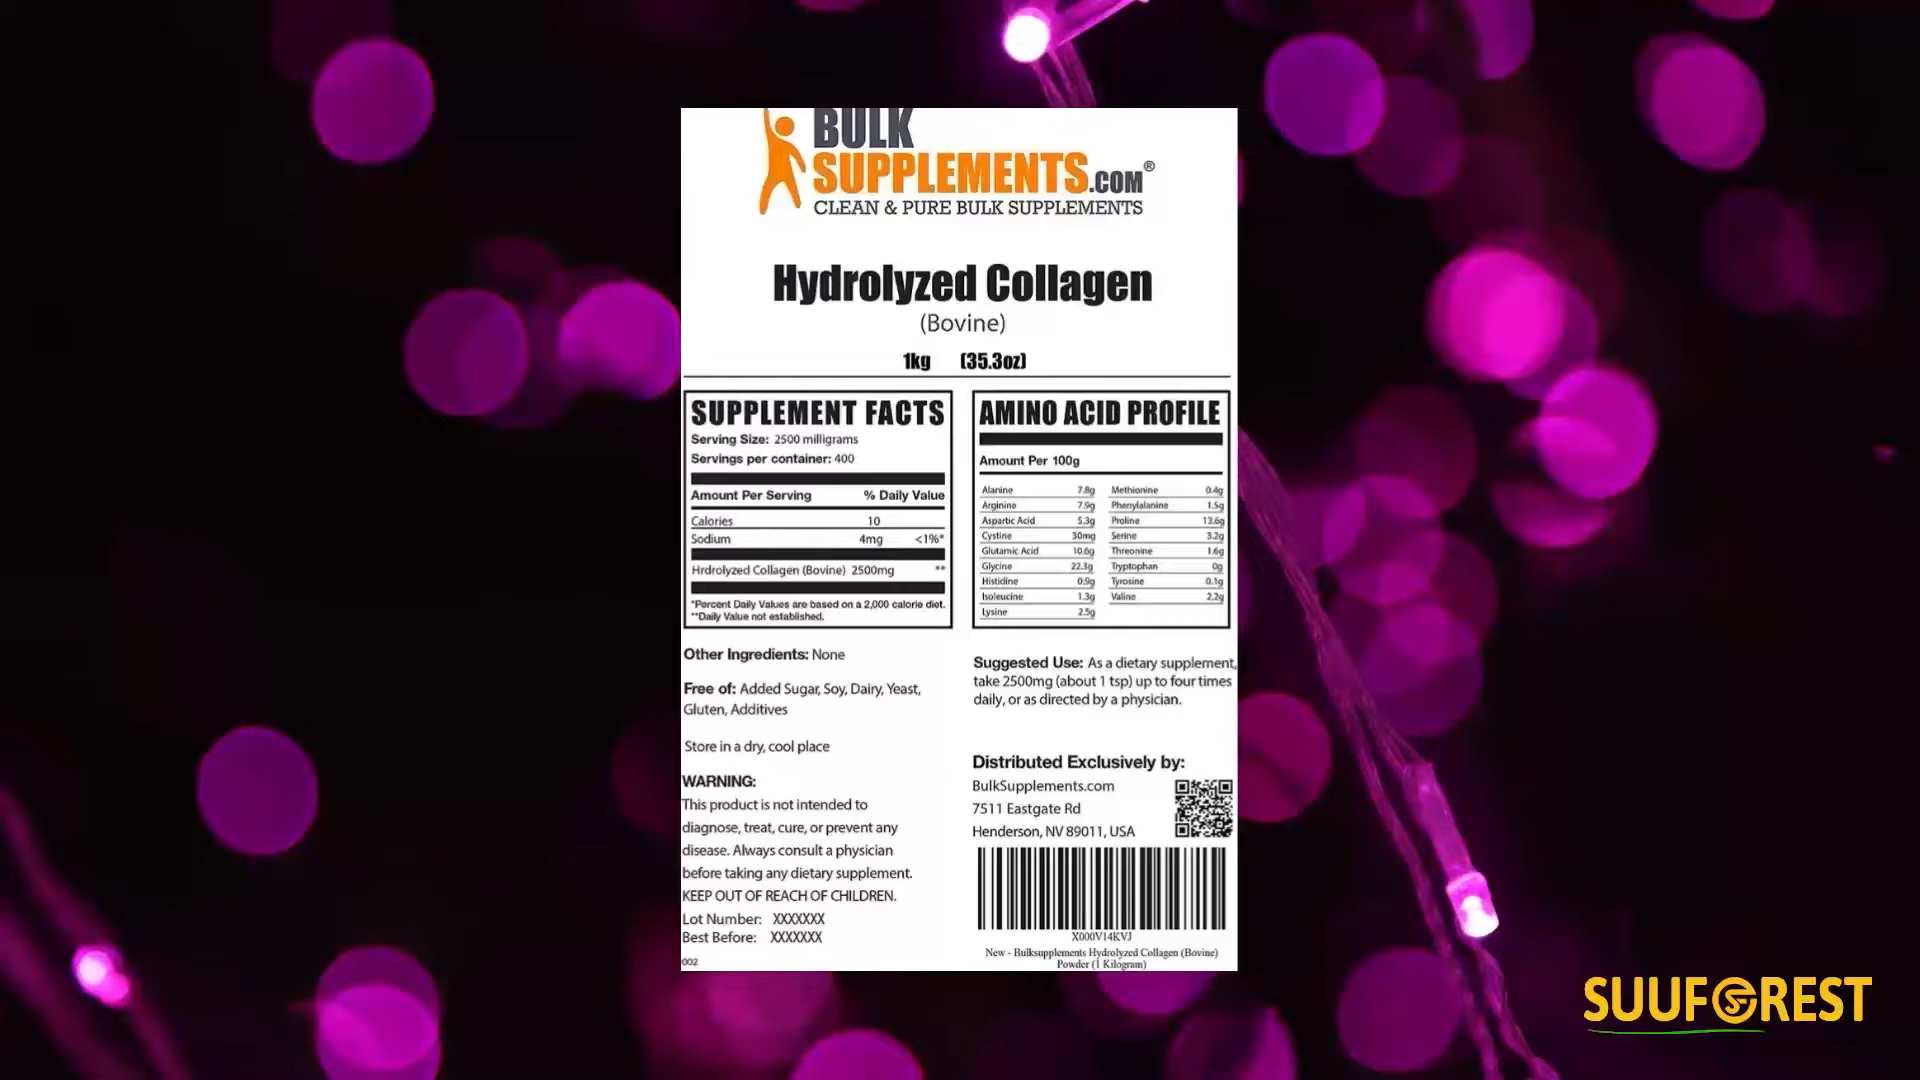 BULK
SUPPLEMENTS.COM®
CLEAN & PURE BULK SUPPLEMENTS
Hydrolyzed Collagen
(Bovine)
1kg (35.3oz)
SUPPLEMENT FACTS
Serving Size: 2500 milligrams
Servings per container: 400
Amount Per Serving % Daily Value
Calories 10
Sodium 4mg <1%*
Hrdrolyzed Collagen (Bovine) 2500mg **
*Percent Daily Values are based on a 2,000 calorie diet.
**Daily Value not established.
AMINO ACID PROFILE
Amount Per 100g
Alanine 7.8g Methionine 0.4g
Arginine 7.9g Phenylalanine 1.5g
Aspartic Acid 5.3g Proline 13.6g
Cystine 30mg Serine 3.2g
Glutamic Acid 10.6g Threonine 1.6g
Glycine 22.3g Tryptophan 0g
Histidine 0.9g Tyrosine 0.1g
Isoleucine 1.3g Valine 2.2g
Lysine 2.5g
Other Ingredients: None
Free of: Added Sugar, Soy, Dairy, Yeast,
Gluten, Additives
Store in a dry, cool place
WARNING:
This product is not intended to
diagnose, treat, cure, or prevent any
disease. Always consult a physician
before taking any dietary supplement.
KEEP OUT OF REACH OF CHILDREN.
Lot Number: XXXXXXX
Best Before: XXXXXXX
002
Suggested Use: As a dietary supplement,
take 2500mg (about 1 tsp) up to four times
daily, or as directed by a physician.
Distributed Exclusively by:
BulkSupplements.com
7511 Eastgate Rd
Henderson, NV 89011, USA
X000V14KVJ
New - Bulksupplements Hydrolyzed Collagen (Bovine)
Powder (1 Kilogram)
SUUFOREST